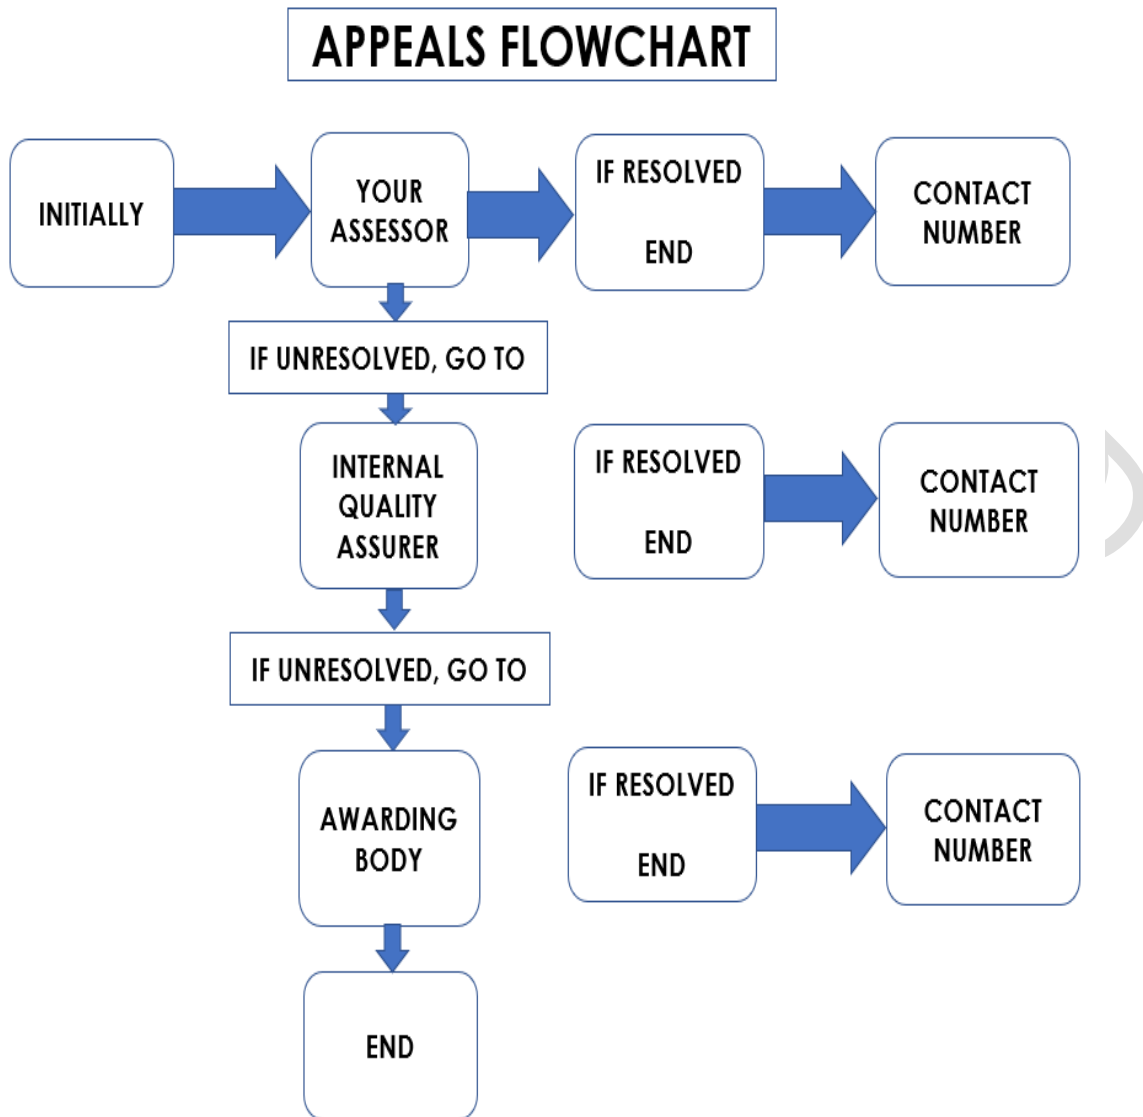 APPEALS FLOWCHART
INITIALLY
YOUR
ASSESSOR
IF RESOLVED
END
CONTACT
NUMBER
IF UNRESOLVED, GO TO
INTERNAL
QUALITY
ASSURER
IF RESOLVED
END
CONTACT
NUMBER
IF UNRESOLVED, GO TO
AWARDING
BODY
IF RESOLVED
END
CONTACT
NUMBER
END